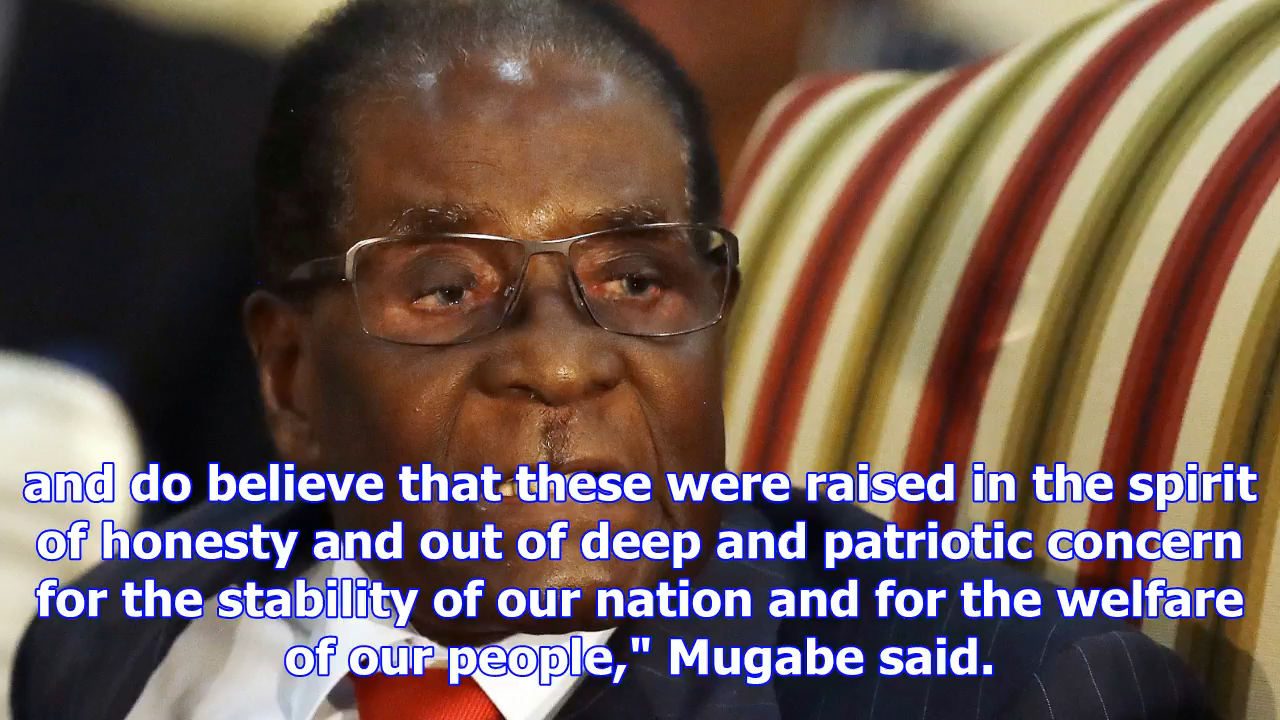 and do believe that these were raised in the spirit
of honesty and out of deep and patriotic concern
for the stability of our nation and for the welfare
of our people," Mugabe said.